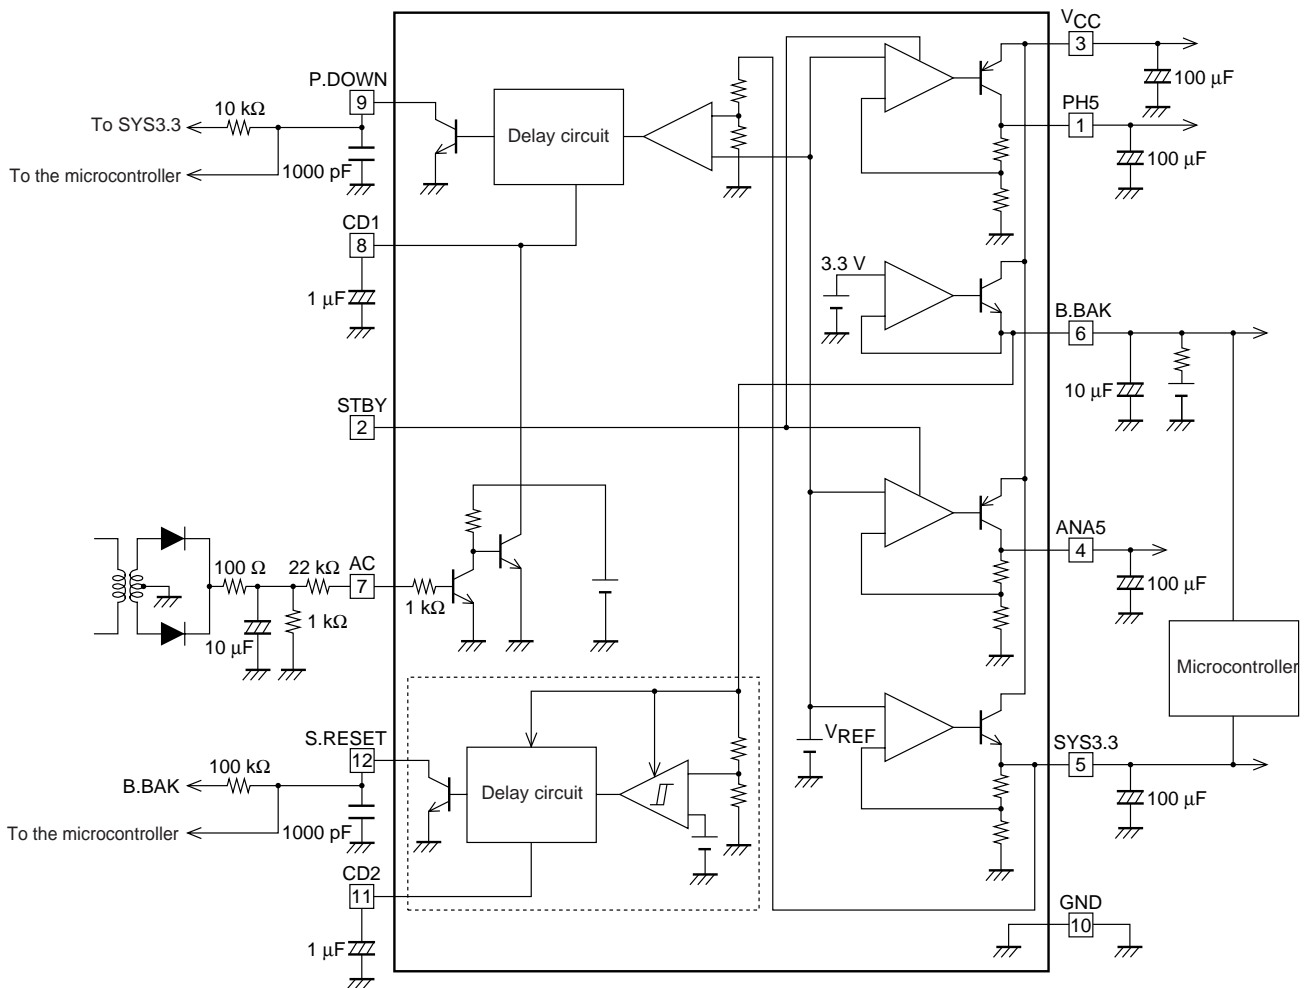 VCC
3
100 µF
PH5
1
100 µF
P.DOWN
9
10 kΩ
To SYS3.3
To the microcontroller
1000 pF
Delay circuit
CD1
8
1 µF
3.3 V
B.BAK
6
10 µF
STBY
2
ANA5
4
100 µF
100 Ω
22 kΩ
AC
7
1 kΩ
10 µF
1 kΩ
Microcontroller
VREF
SYS3.3
5
100 µF
S.RESET
12
100 kΩ
B.BAK
To the microcontroller
1000 pF
Delay circuit
CD2
11
1 µF
GND
10